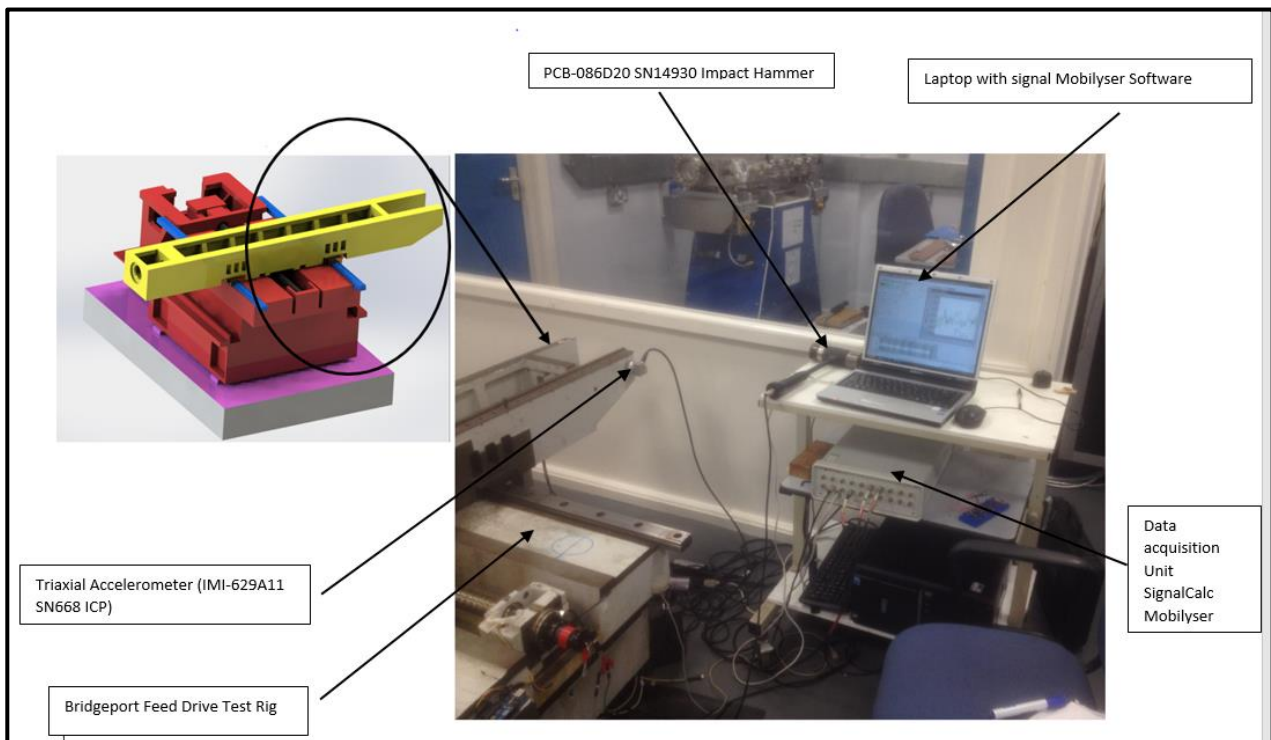 PCB-086D20 SN14930 Impact Hammer
Laptop with signal Mobilyser Software
Triaxial Accelerometer (IMI-629A11
SN668 ICP)
Bridgeport Feed Drive Test Rig
Data
acquisition
Unit
SignalCalc
Mobilyser